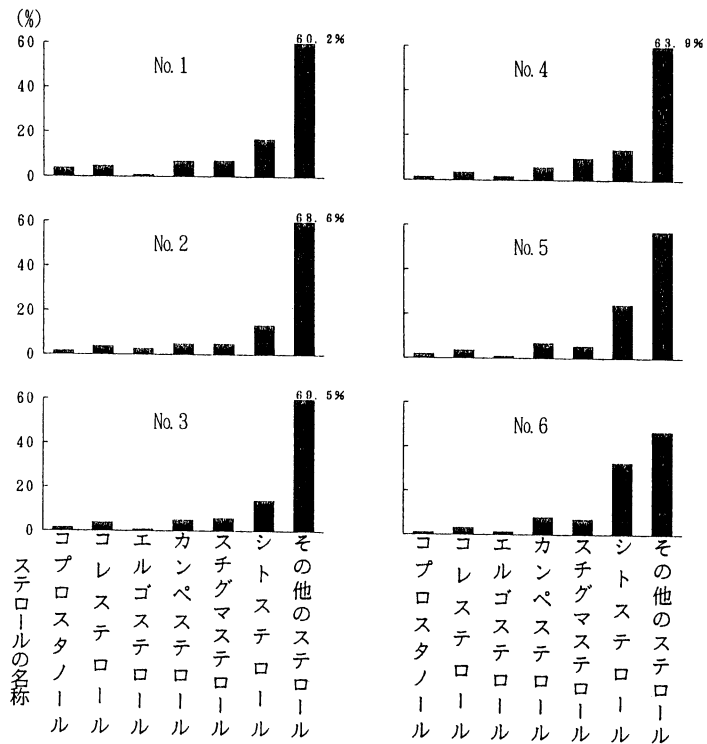 (%)
60
40
20
0
No.1
60.2%
No.4
63.9%
60
40
20
0
No.2
68.6%
No.5
60
40
20
0
No.3
69.5%
No.6
コプロスタノール
コレステロール
エルゴステロール
カンペステロール
スチグマステロール
シトステロール
その他のステロール
ステロールの名称
コプロスタノール
コレステロール
エルゴステロール
カンペステロール
スチグマステロール
シトステロール
その他のステロール